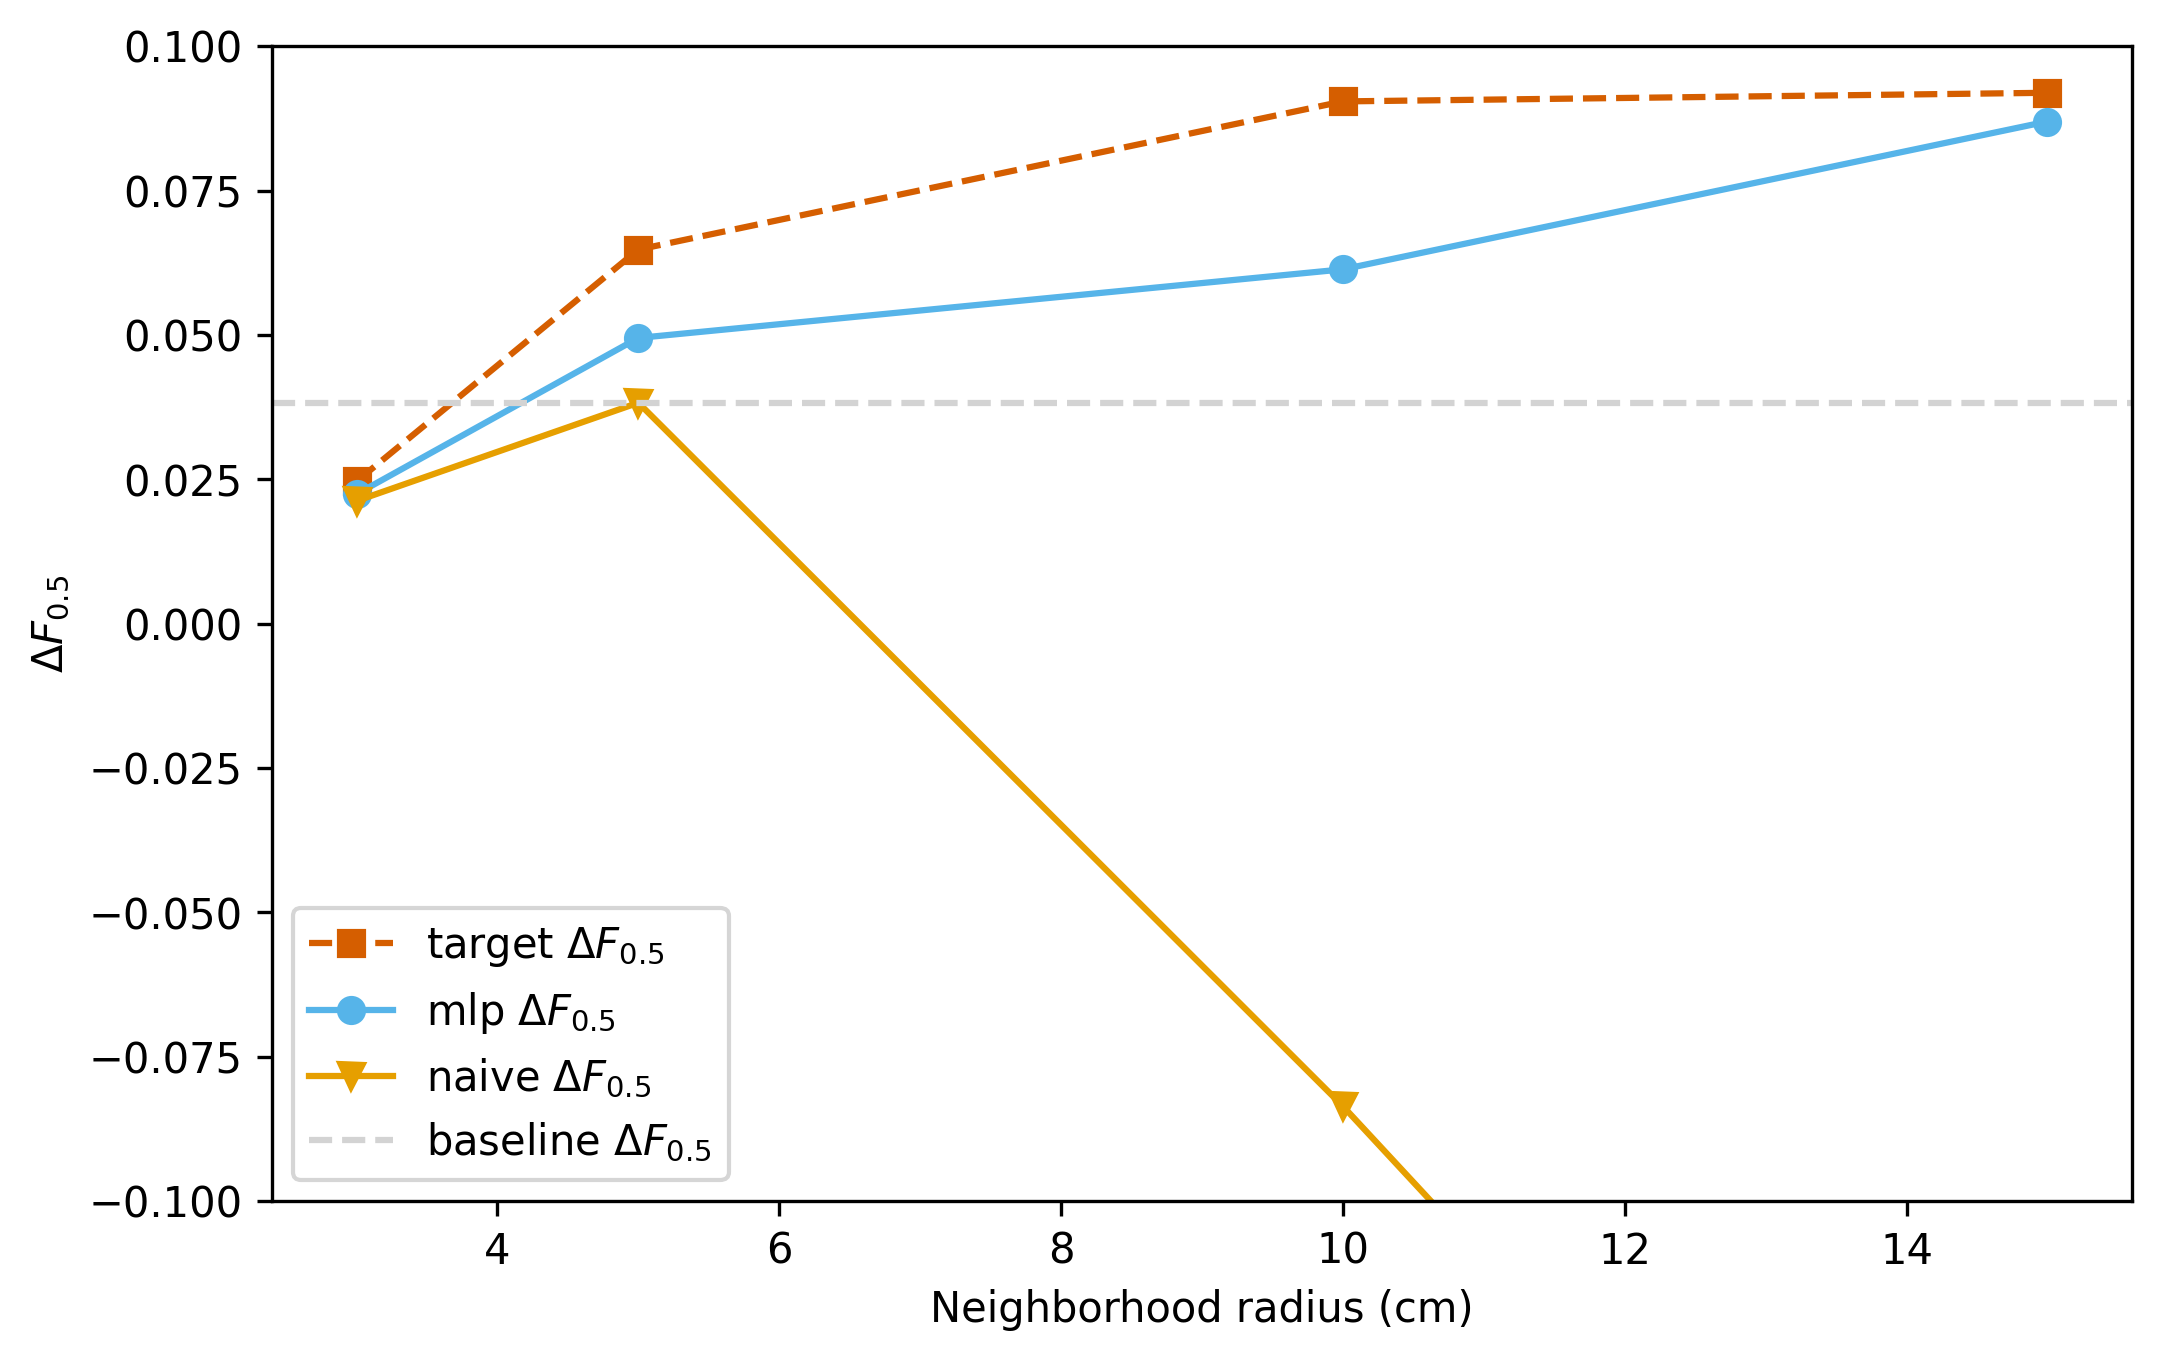 0.100
0.075
0.050
0.025
0.000
−0.025
−0.050
−0.075
−0.100
ΔF0.5
target ΔF0.5
mlp ΔF0.5
naive ΔF0.5
baseline ΔF0.5
4 6 8 10 12 14
Neighborhood radius (cm)